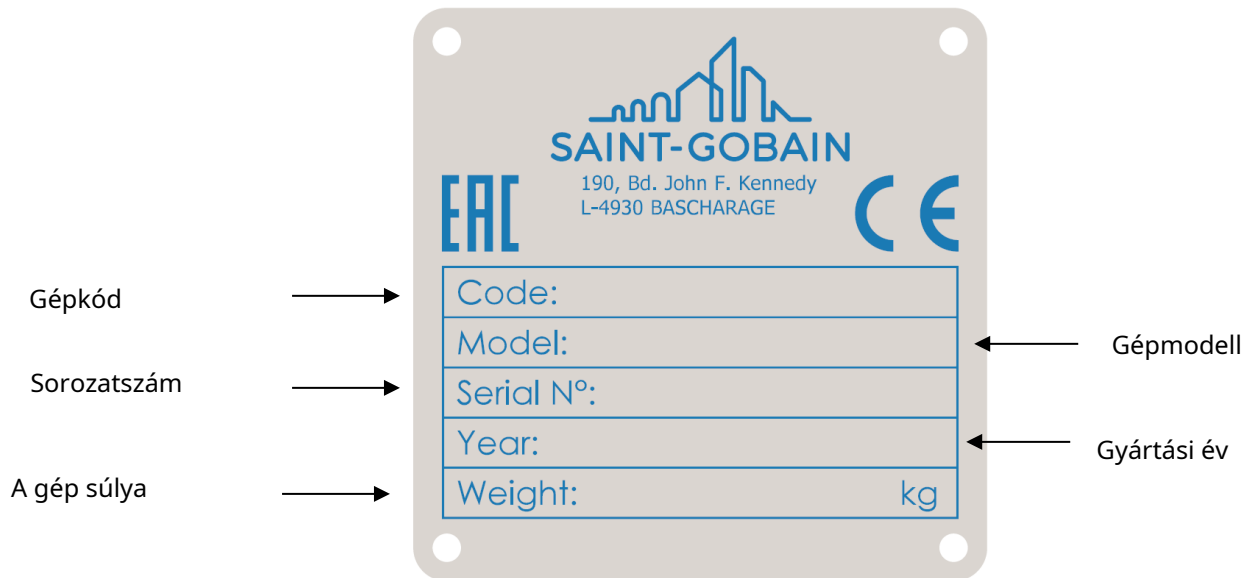 SAINT-GOBAIN
190, Bd. John F. Kennedy
L-4930 BASCHARAGE
EAC CE
Gépkód
Code:
Model:
Gépmodell
Sorozatszám
Serial N°:
Year:
Gyártási év
A gép súlya
Weight: kg